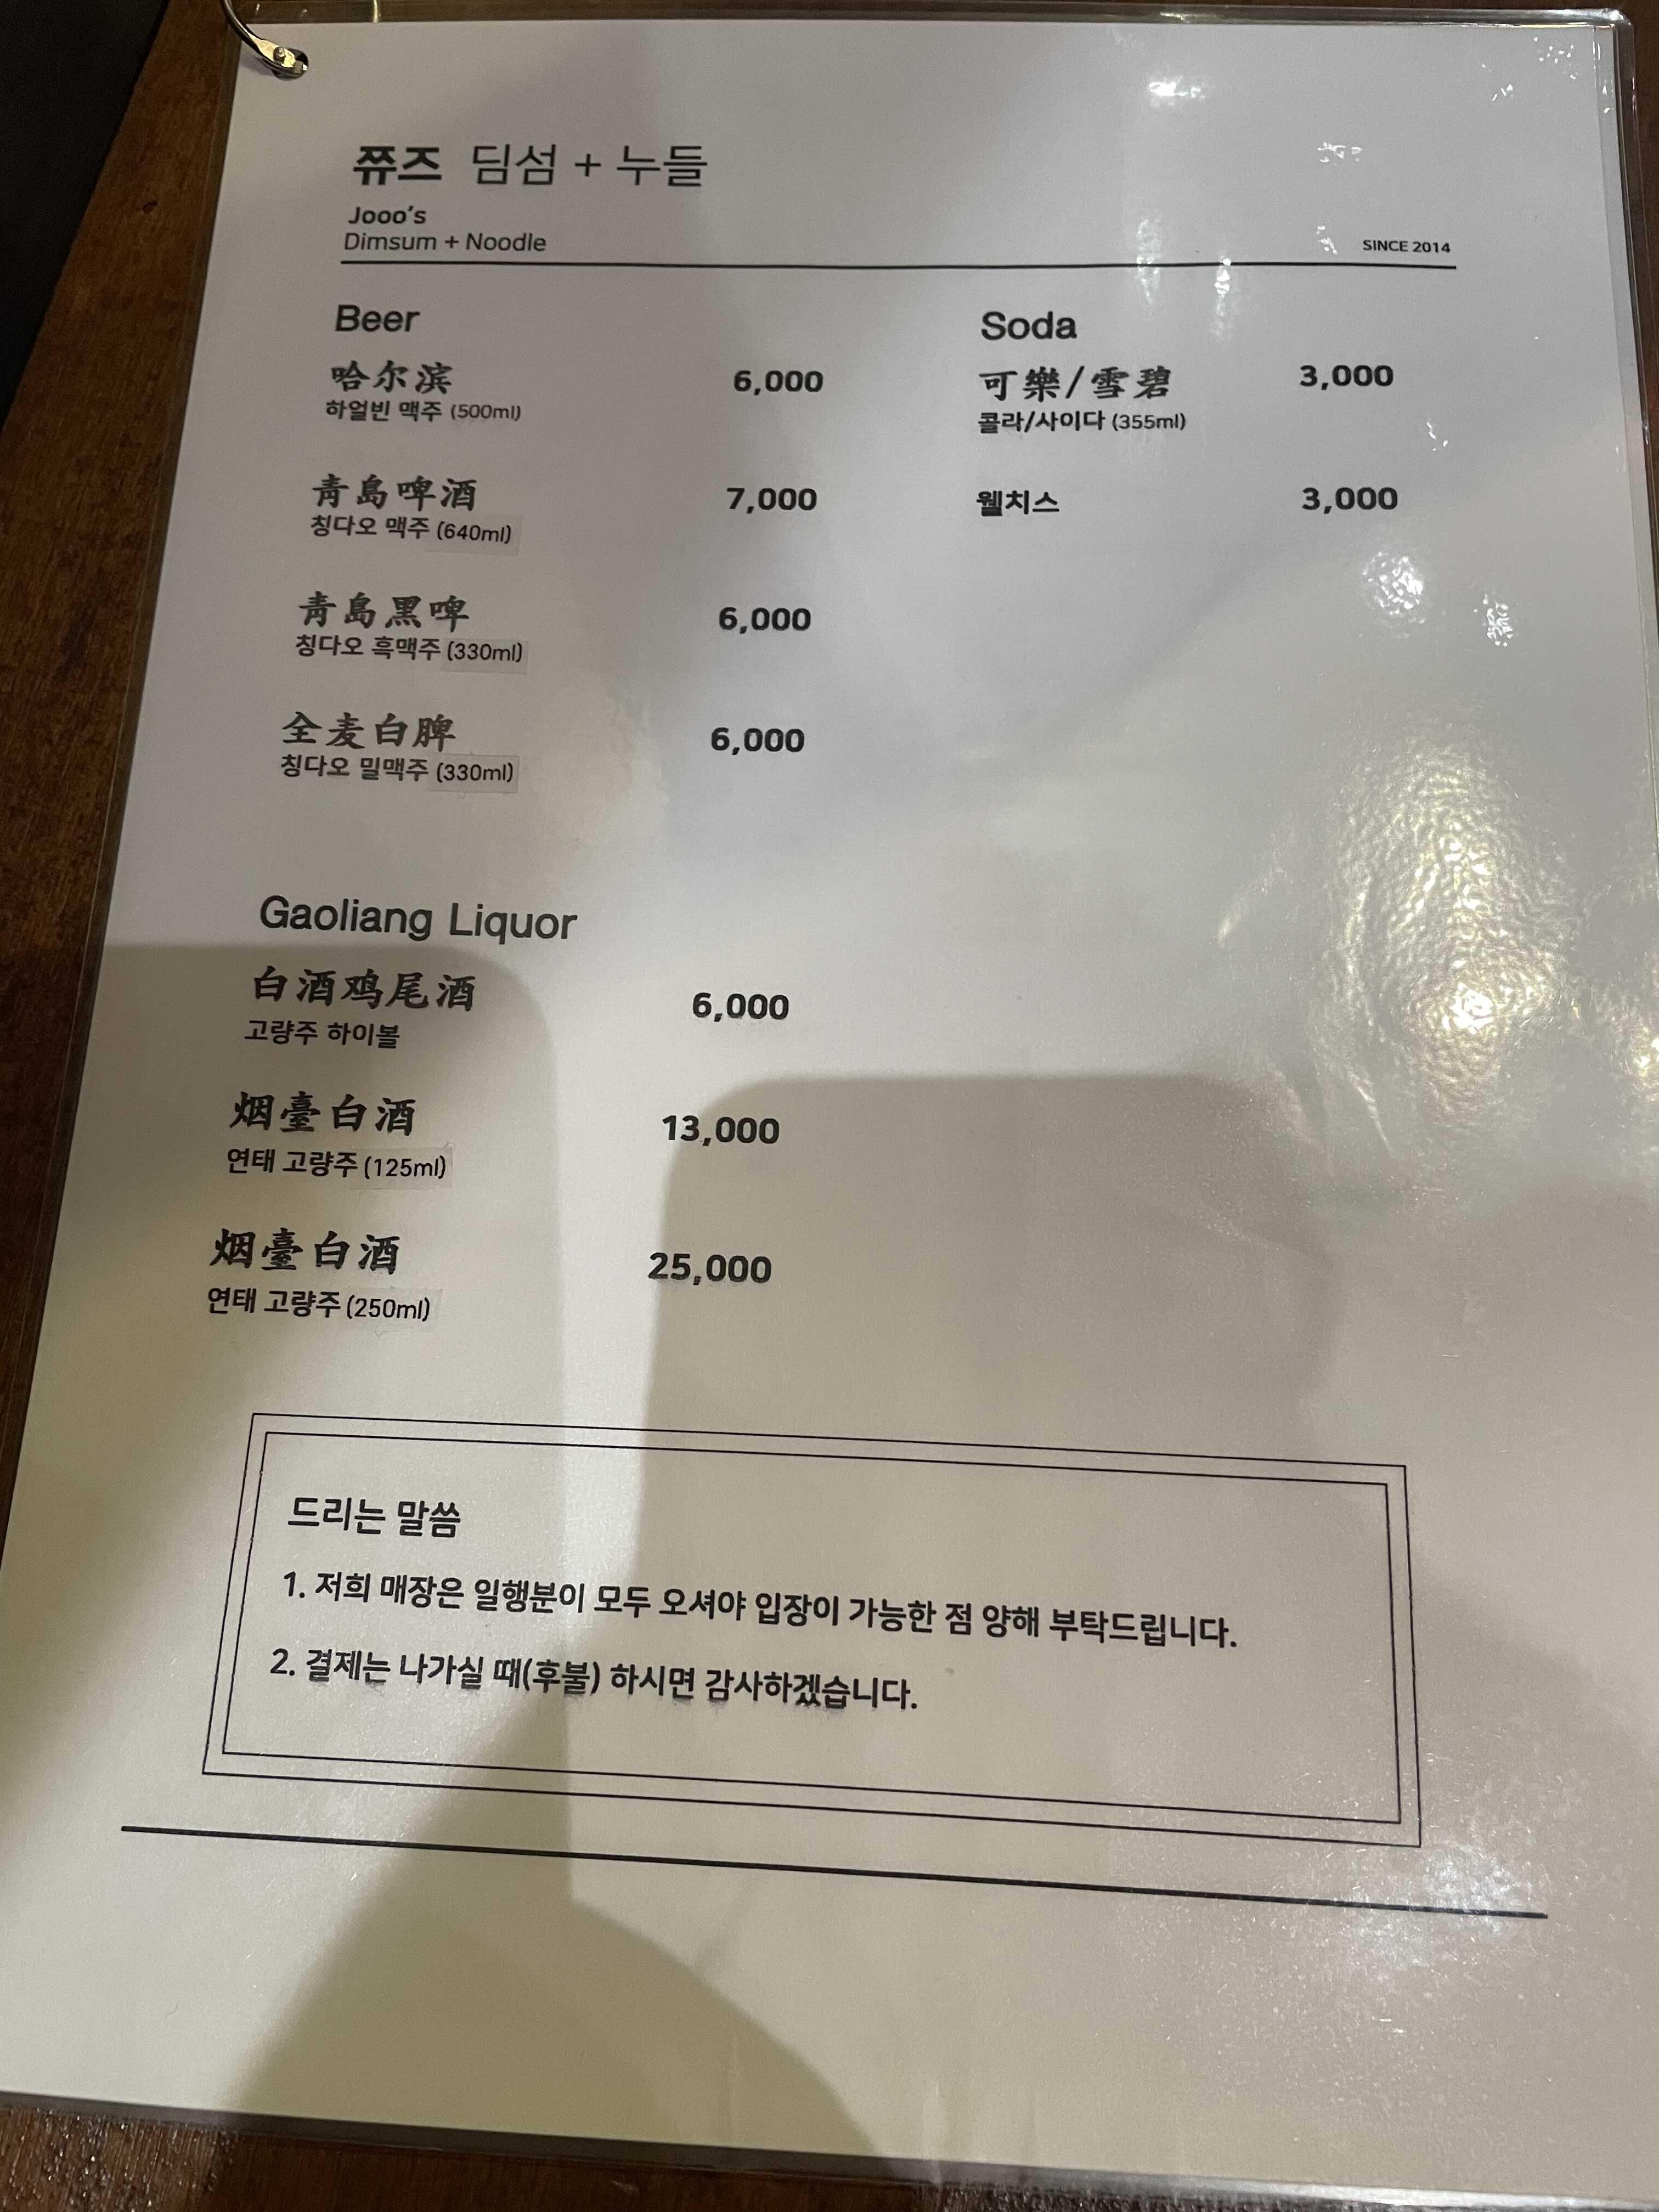 쮸즈 딤섬 + 누들
Jooo's
Dimsum + Noodle
SINCE 2014
Beer
哈尔滨 6,000
하얼빈 맥주 (500ml)
青島啤酒 7,000
칭다오 맥주 (640ml)
青島黑啤 6,000
칭다오 흑맥주 (330ml)
全麦白脾 6,000
칭다오 밀맥주 (330ml)
Soda
可樂/雪碧 3,000
콜라/사이다 (355ml)
웰치스 3,000
Gaoliang Liquor
白酒鸡尾酒 6,000
고량주 하이볼
烟臺白酒 13,000
연태 고량주 (125ml)
烟臺白酒 25,000
연태 고량주 (250ml)
드리는 말씀
1. 저희 매장은 일행분이 모두 오셔야 입장이 가능한 점 양해 부탁드립니다.
2. 결제는 나가실 때(후불) 하시면 감사하겠습니다.